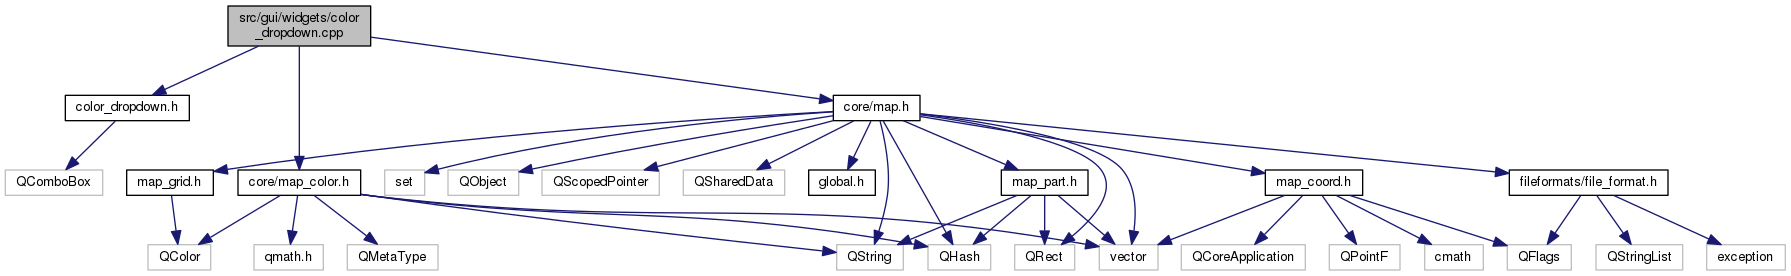 src/gui/widgets/color
_dropdown.cpp
color_dropdown.h
core/map.h
QComboBox
map_grid.h
core/map_color.h
set
QObject
QScopedPointer
QSharedData
global.h
map_part.h
map_coord.h
fileformats/file_format.h
QColor
qmath.h
QMetaType
QString
QHash
QRect
vector
QCoreApplication
QPointF
cmath
QFlags
QStringList
exception